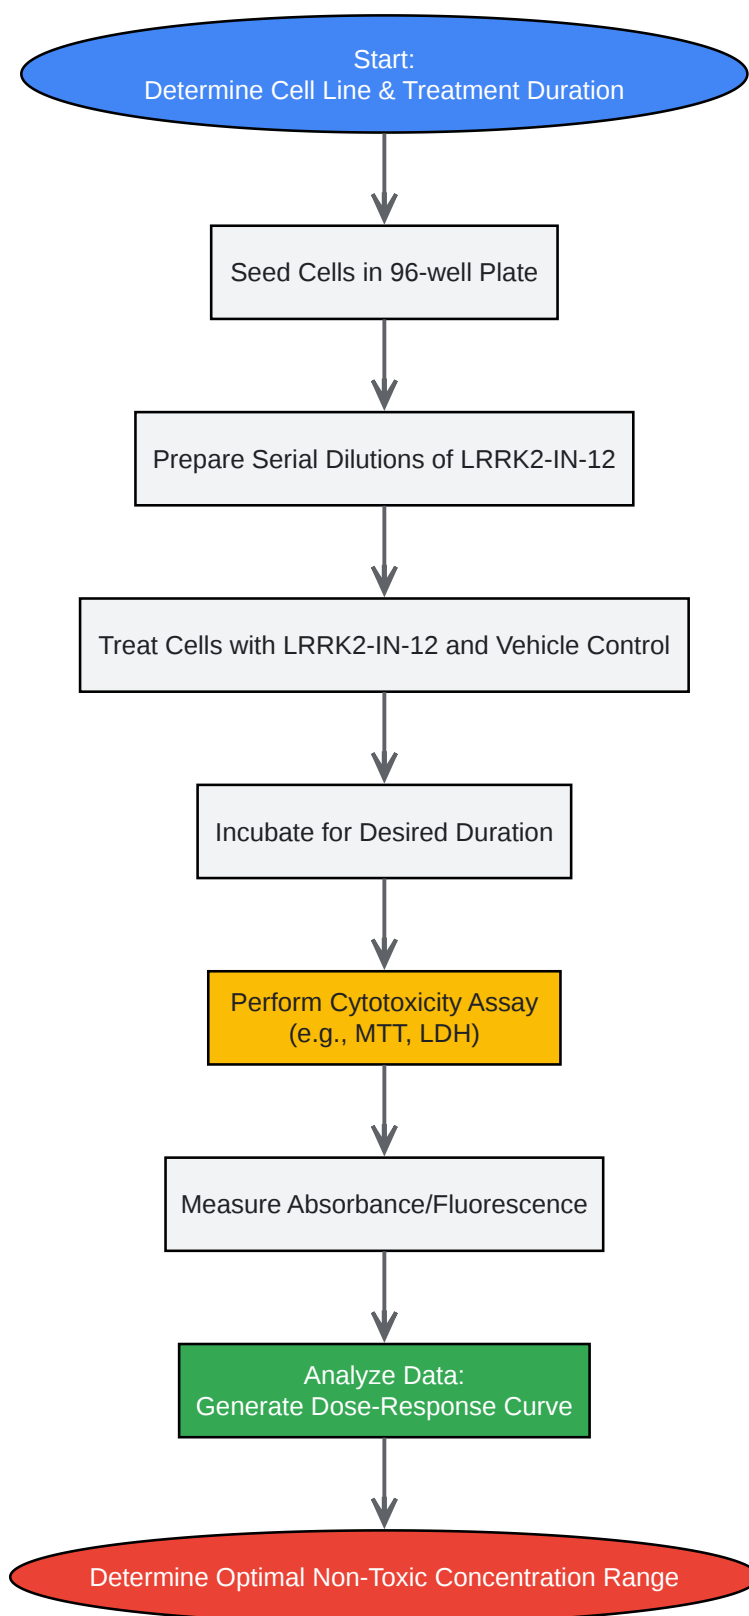 Start:
Determine Cell Line & Treatment Duration
Seed Cells in 96-well Plate
Prepare Serial Dilutions of LRRK2-IN-12
Treat Cells with LRRK2-IN-12 and Vehicle Control
Incubate for Desired Duration
Perform Cytotoxicity Assay
(e.g., MTT, LDH)
Measure Absorbance/Fluorescence
Analyze Data:
Generate Dose-Response Curve
Determine Optimal Non-Toxic Concentration Range